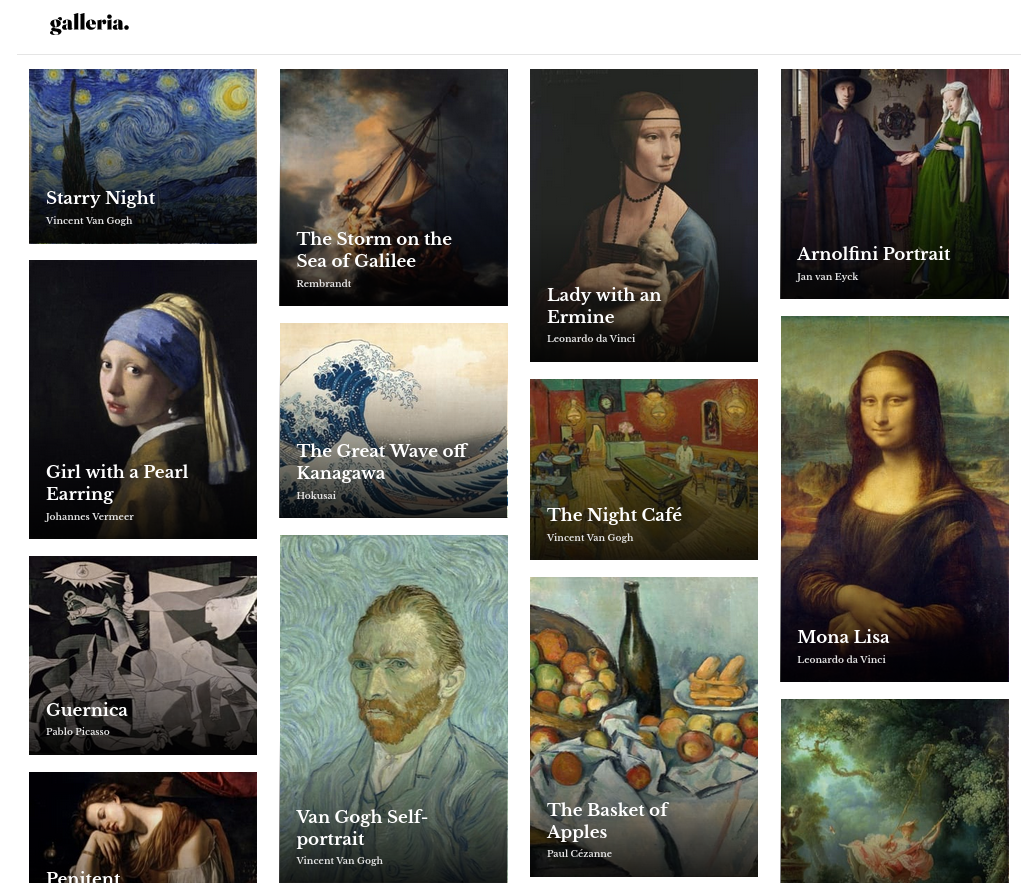 galleria.
Starry Night
Vincent Van Gogh
Girl with a Pearl
Earring
Johannes Vermeer
Guernica
Pablo Picasso
Penitent
The Storm on the
Sea of Galilee
Rembrandt
The Great Wave off
Kanagawa
Hokusai
Van Gogh Self-
portrait
Vincent Van Gogh
Lady with an
Ermine
Leonardo da Vinci
The Night Café
Vincent Van Gogh
The Basket of
Apples
Paul Cézanne
Arnolfini Portrait
Jan van Eyck
Mona Lisa
Leonardo da Vinci